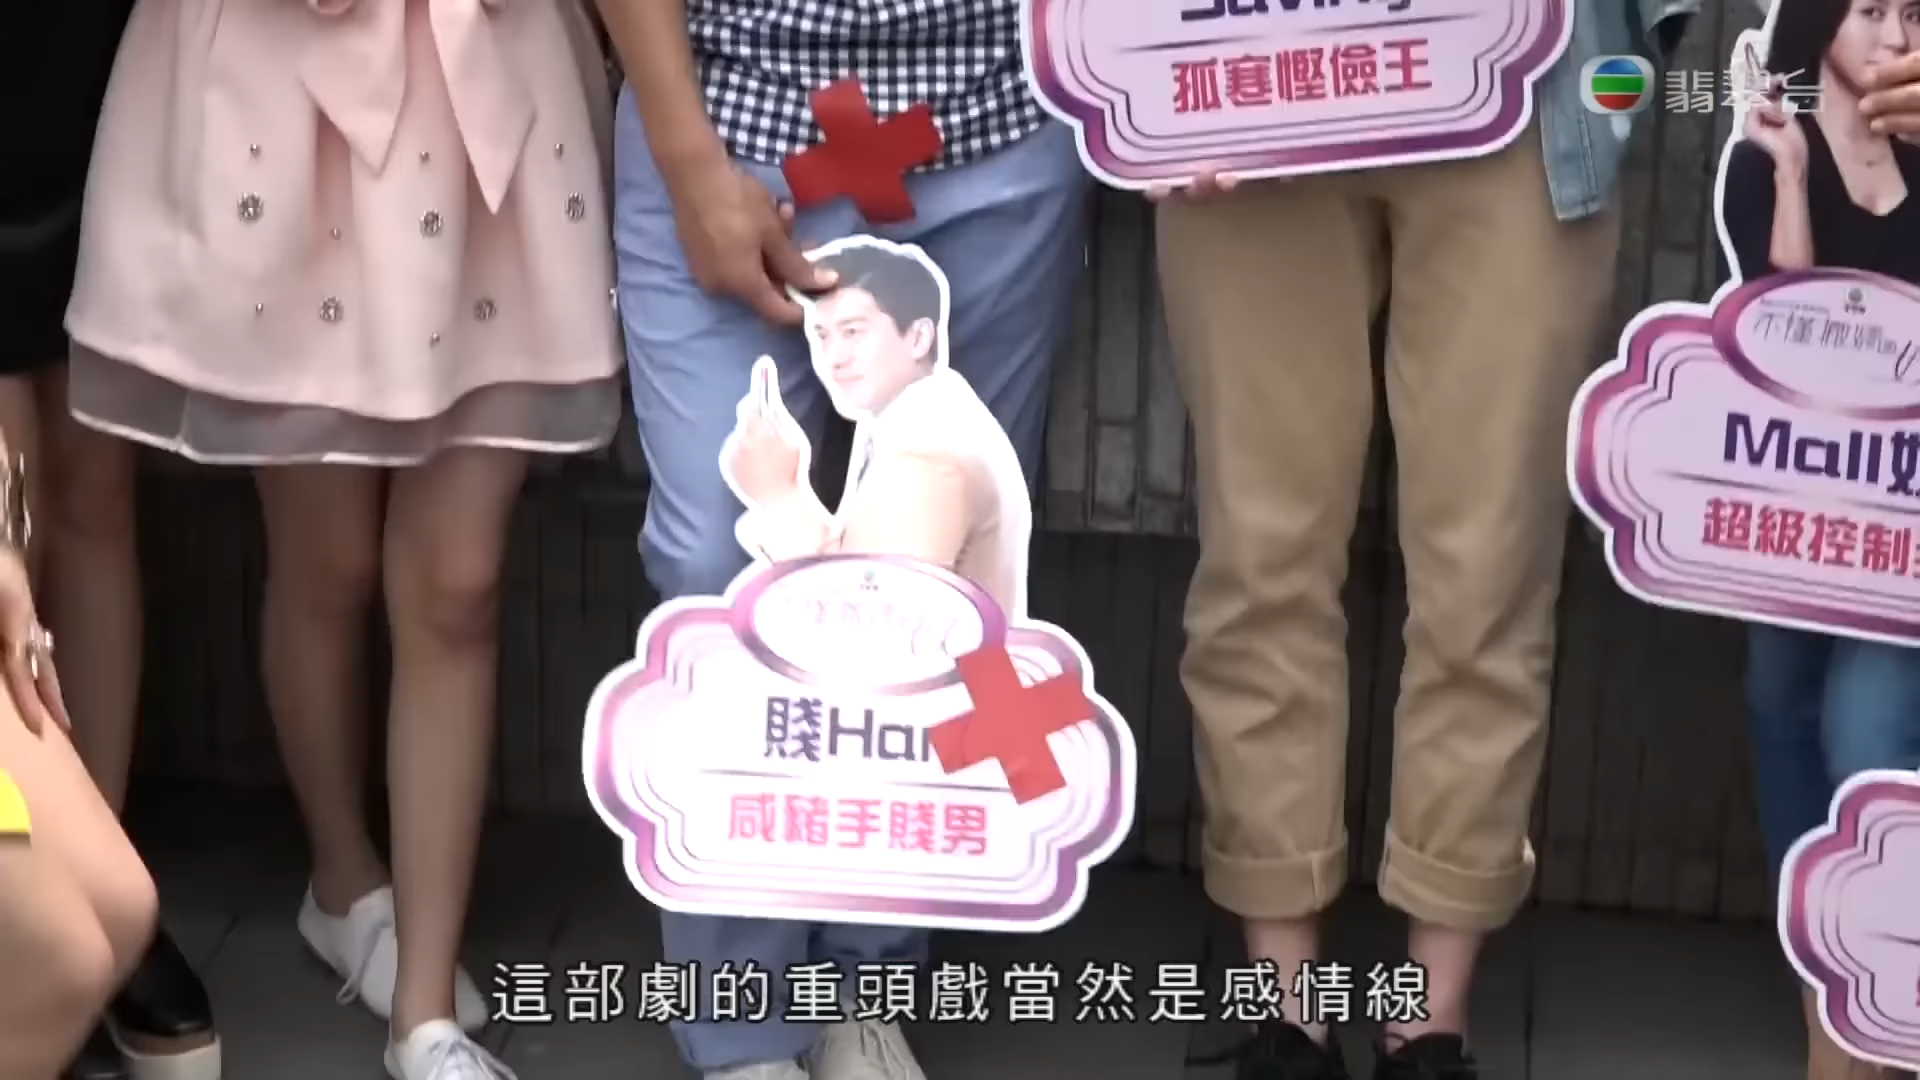 Saving
孤寒慳儉王
翡翠台
Mall
超級控制
賤Har
咸豬手賤男
這部劇的重頭戲當然是感情線